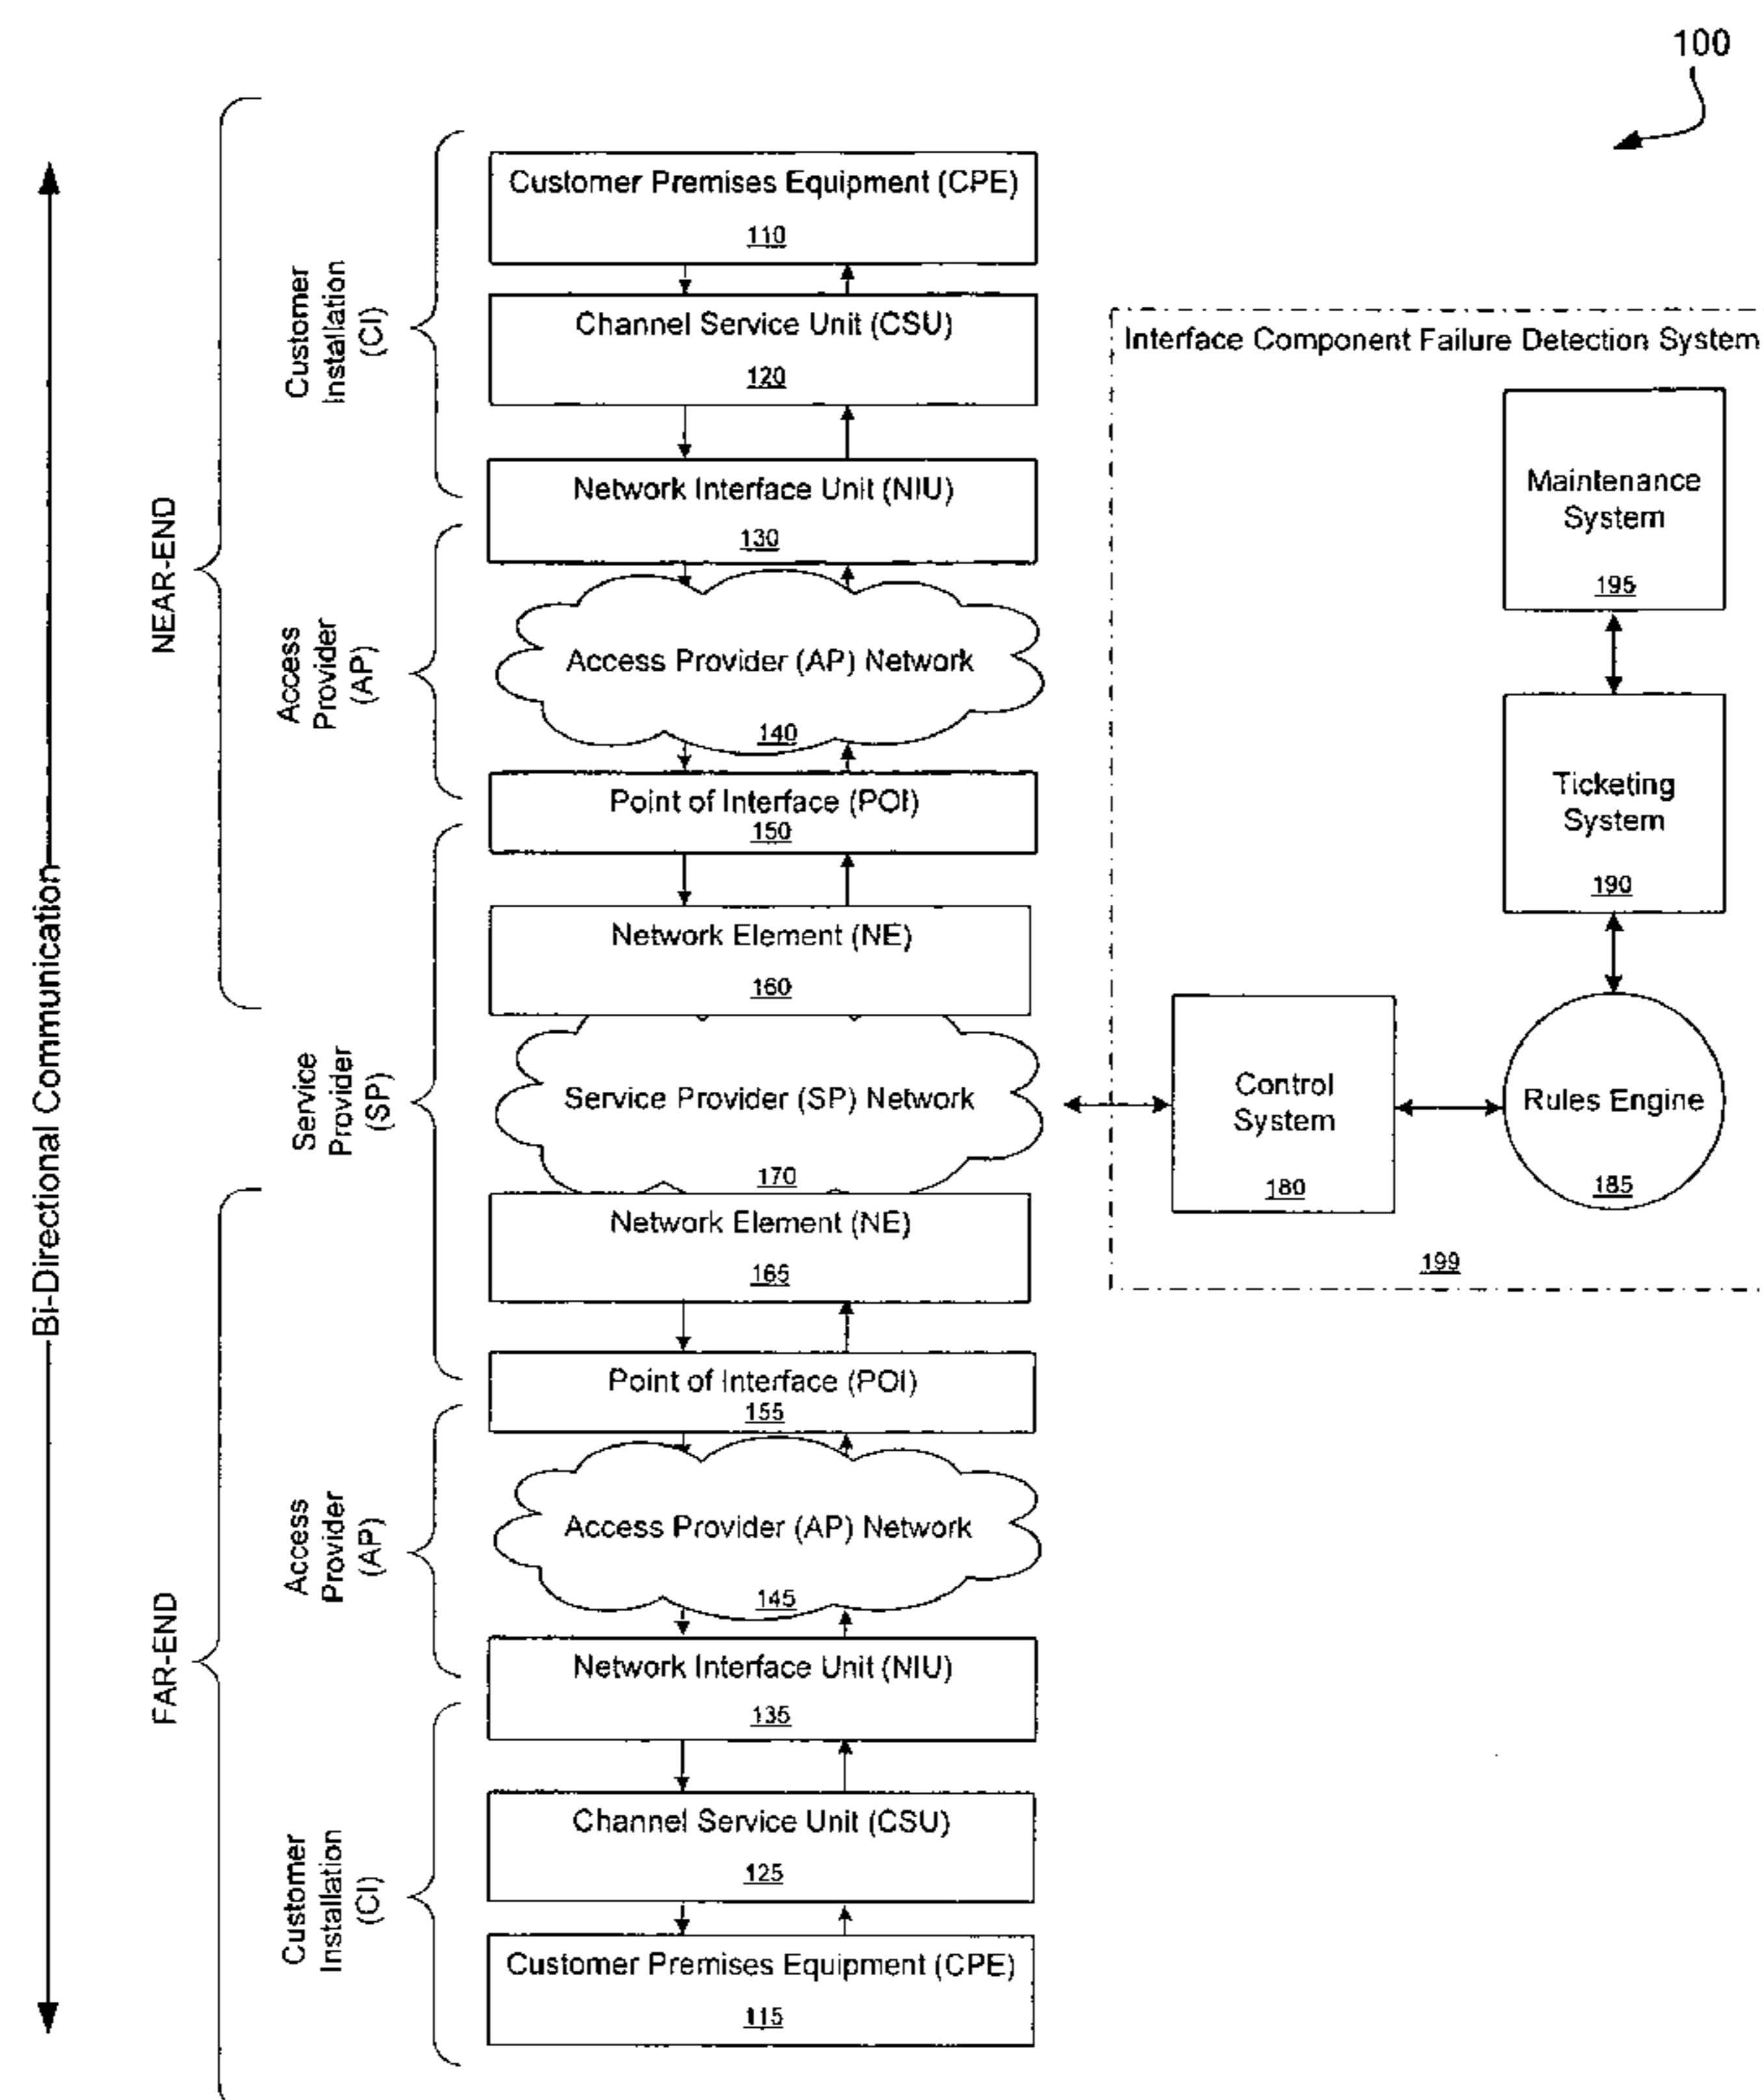 100
Bi-Directional Communication
NEAR-END
FAR-END
Customer
Installation
(CI)
Access
Provider
(AP)
Service
Provider
(SP)
Access
Provider
(AP)
Customer
Installation
(CI)
Customer Premises Equipment (CPE)
110
Channel Service Unit (CSU)
120
Network Interface Unit (NIU)
130
Access Provider (AP) Network
140
Point of Interface (POI)
150
Network Element (NE)
160
Service Provider (SP) Network
170
Network Element (NE)
165
Point of Interface (POI)
155
Access Provider (AP) Network
145
Network Interface Unit (NIU)
135
Channel Service Unit (CSU)
125
Customer Premises Equipment (CPE)
115
Interface Component Failure Detection System
Maintenance
System
195
Ticketing
System
190
Control
System
180
Rules Engine
185
199